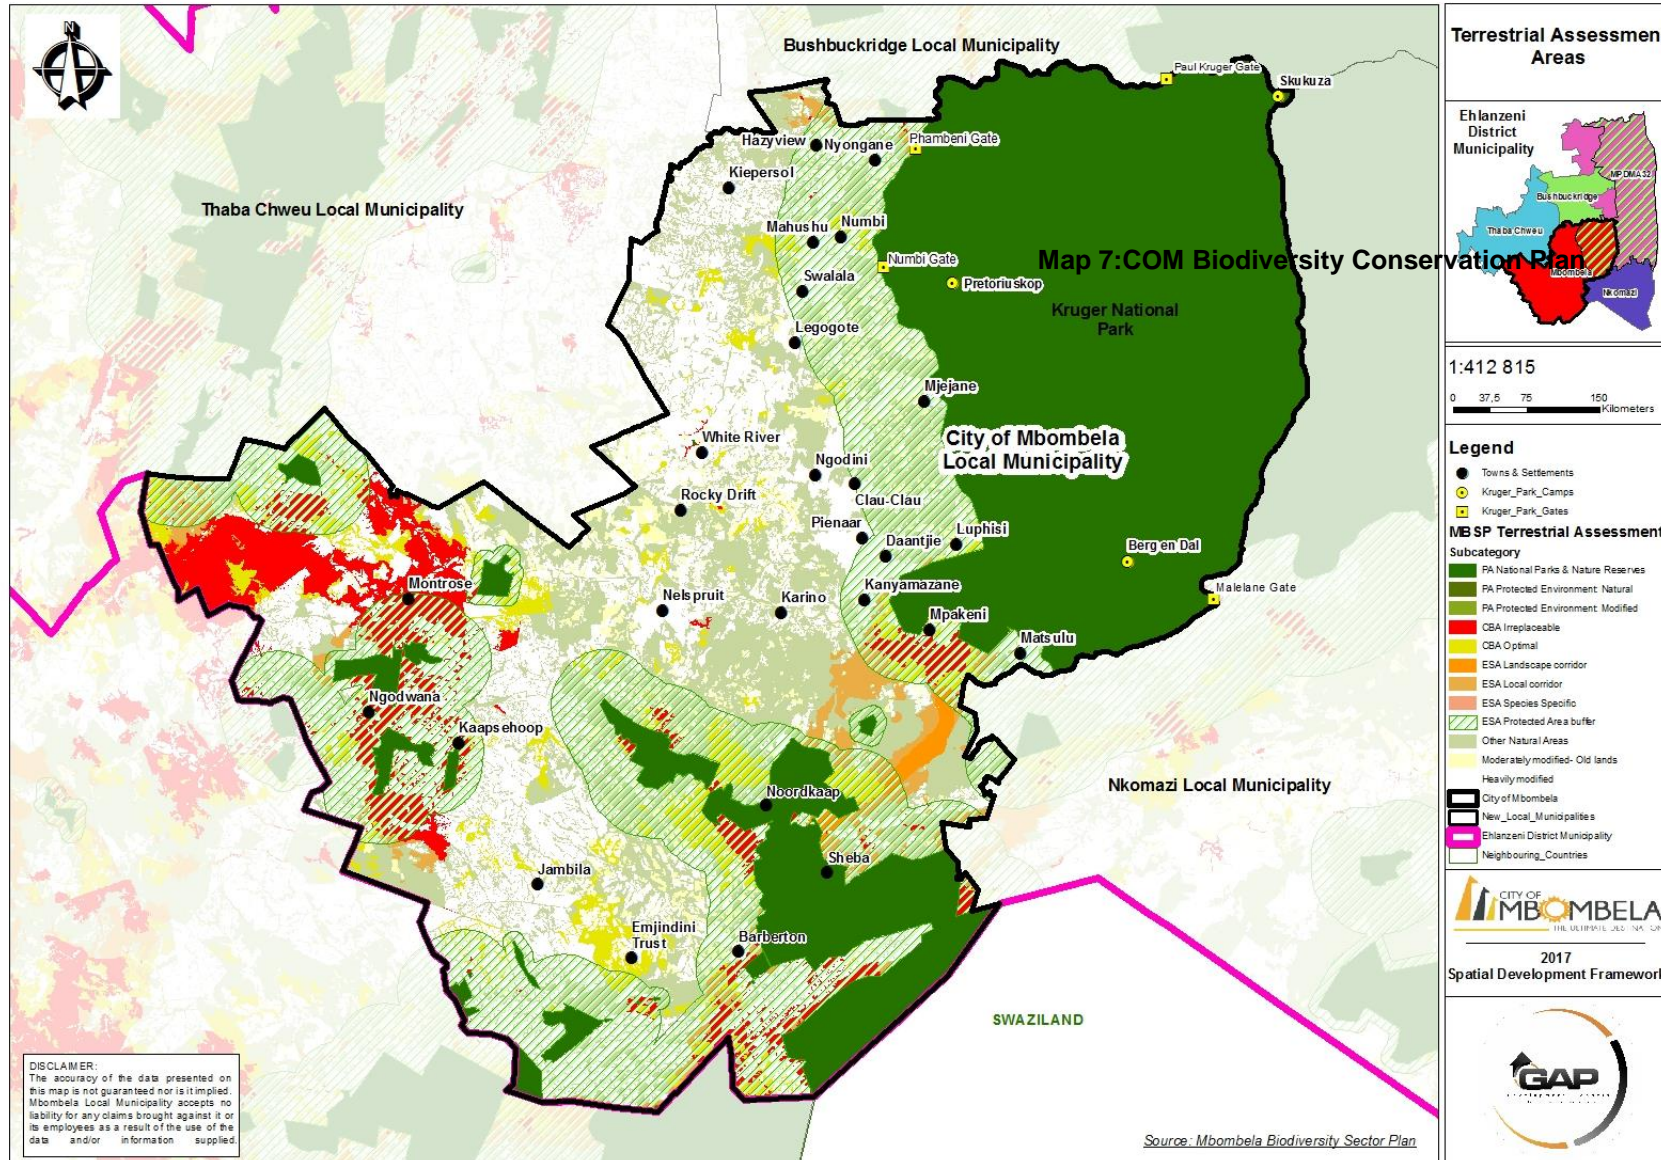 N
Bushbuckridge Local Municipality
Paul Kruger Gate
Skukuza
Hazyview
Nyongane
Phambeni Gate
Kiepersol
Thaba Chweu Local Municipality
Mahushu
Numbi
Numbi Gate
Map 7:COM Biodiversity Conservation Plan
Swalala
Pretoriuskop
Kruger National
Park
Legogote
Mjejane
White River
City of Mbombela
Local Municipality
Ngodini
Rocky Drift
Clau-Clau
Pienaar
Daantjie
Luphisi
Berg en Dal
Montrose
Kanyamazane
Malelane Gate
Nelspruit
Karino
Mpakeni
Matsulu
Ngodwana
Kaapsehoop
Nkomazi Local Municipality
Noordkaap
Sheba
Jambila
Emjindini
Trust
Barberton
SWAZILAND
DISCLAIMER:
The accuracy of the data presented on
this map is not guaranteed nor is it implied.
Mbombela Local Municipality accepts no
liability for any claims brought against it or
its employees as a result of the use of the
data and/or information supplied.
Source: Mbombela Biodiversity Sector Plan
Terrestrial Assessmen
Areas
Ehlanzeni
District
Municipality
MPDMA32
Bushbuckridge
Thaba Chweu
Mbombela
Nkomazi
1:412 815
0 37,5 75 150
Kilometers
Legend
Towns & Settlements
Kruger_Park_Camps
Kruger_Park_Gates
MBSP Terrestrial Assessment
Subcategory
PA National Parks & Nature Reserves
PA Protected Environment: Natural
PA Protected Environment: Modified
CBA Irreplaceable
CBA Optimal
ESA Landscape corridor
ESA Local corridor
ESA Species Specific
ESA Protected Area buffer
Other Natural Areas
Moderately modified- Old lands
Heavily modified
City of Mbombela
New_Local_Municipalities
Ehlanzeni District Municipality
Neighbouring_Countries
CITY OF
MBOMBELA
2017
Spatial Development Framework
GAP